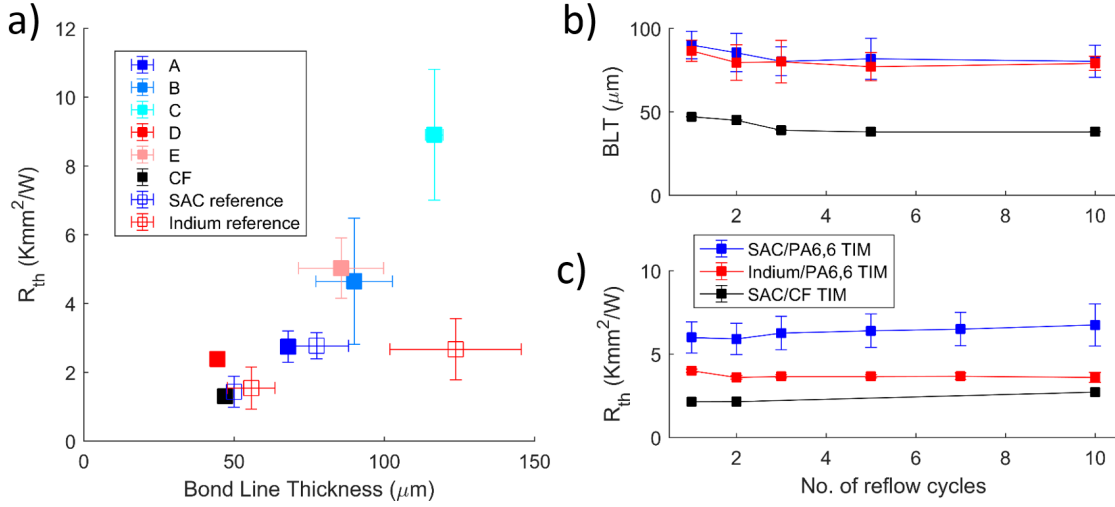 a)
12
10
8
6
4
2
0
R_th (Kmm²/W)
A
B
C
D
E
CF
SAC reference
Indium reference
0
50
100
150
Bond Line Thickness (μm)
b)
100
50
0
BLT (μm)
2
4
6
8
10
c)
10
5
0
R_th (Kmm²/W)
SAC/PA6,6 TIM
Indium/PA6,6 TIM
SAC/CF TIM
2
4
6
8
10
No. of reflow cycles